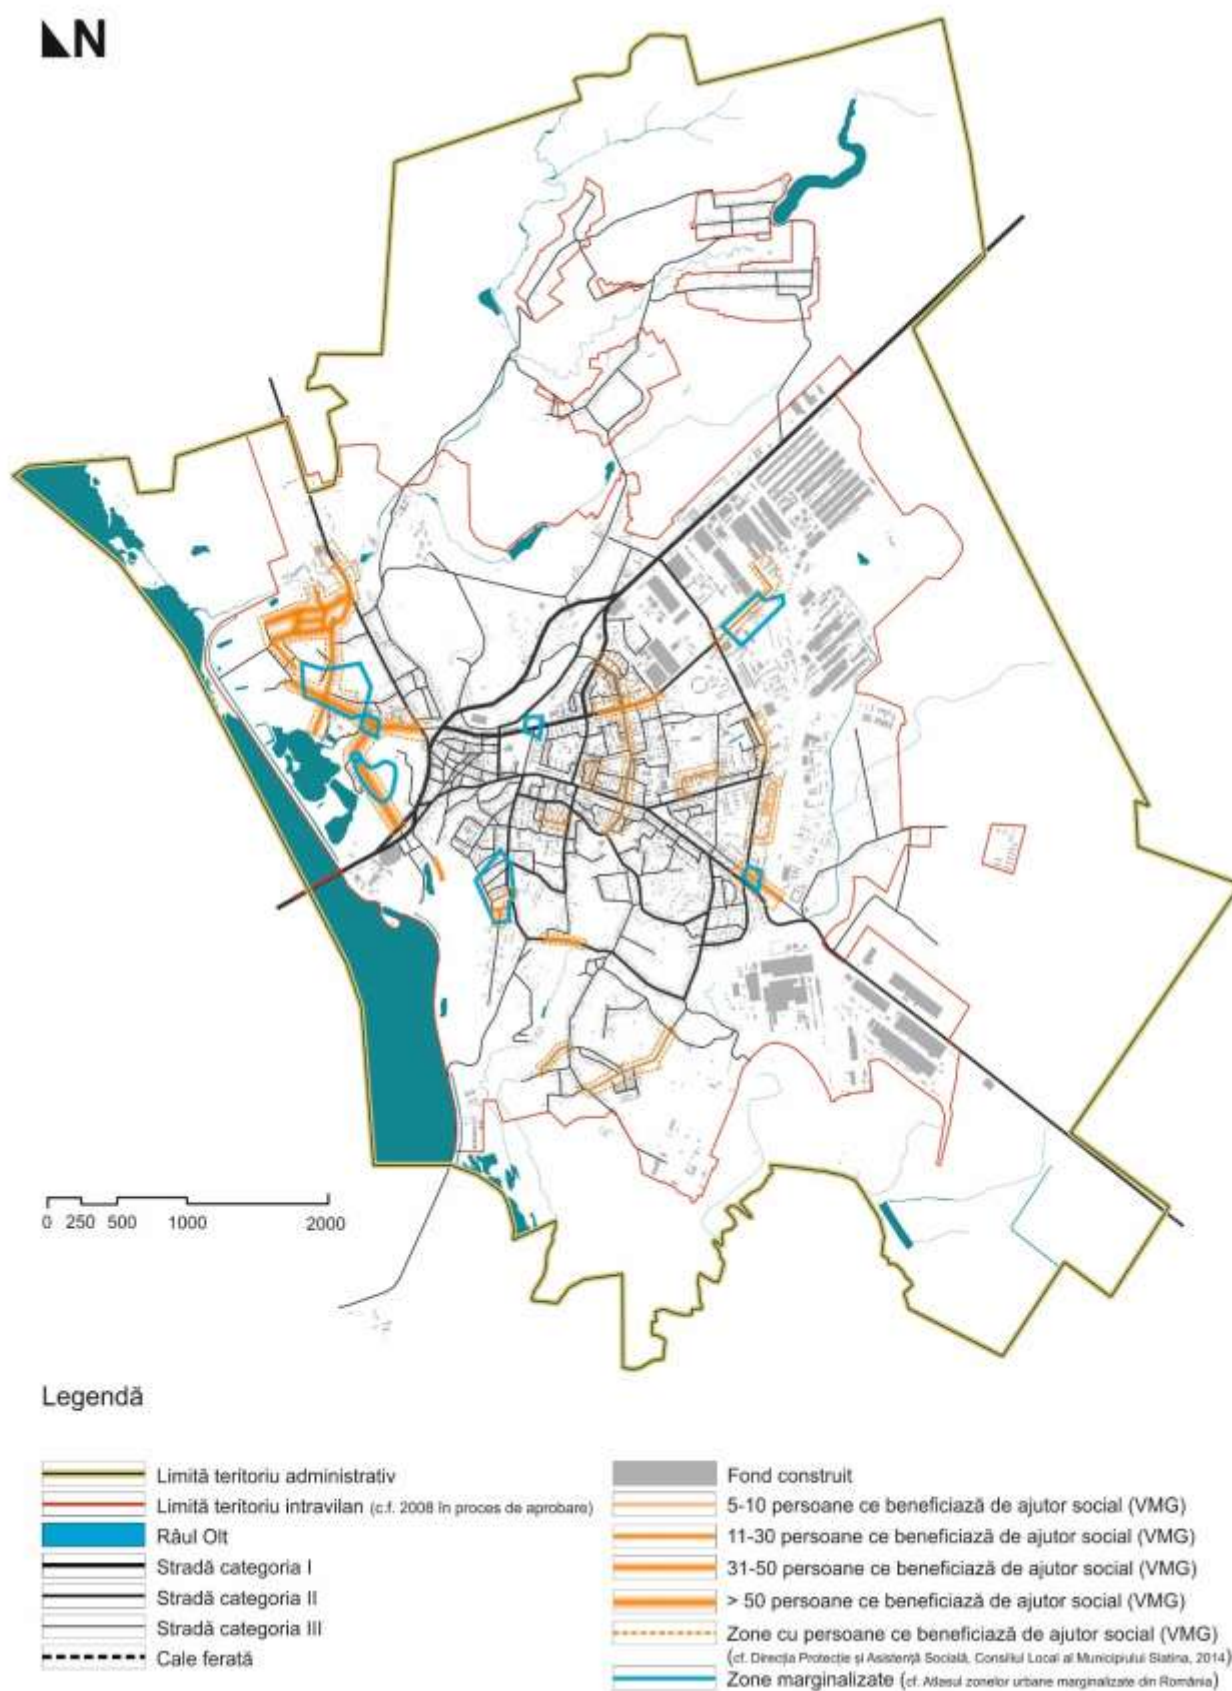 N
0 250 500 1000 2000
Legendă
Limită teritoriu administrativ
Limită teritoriu intravilan (c.f. 2008 în proces de aprobare)
Râul Olt
Stradă categoria I
Stradă categoria II
Stradă categoria III
Cale ferată
Fond construit
5-10 persoane ce beneficiază de ajutor social (VMG)
11-30 persoane ce beneficiază de ajutor social (VMG)
31-50 persoane ce beneficiază de ajutor social (VMG)
> 50 persoane ce beneficiază de ajutor social (VMG)
Zone cu persoane ce beneficiază de ajutor social (VMG)
(cf. Direcția Protecție și Asistență Socială, Consiliul Local al Municipiului Slatina, 2014)
Zone marginalizate (cf. Atlasul zonelor urbane marginalizate din România)